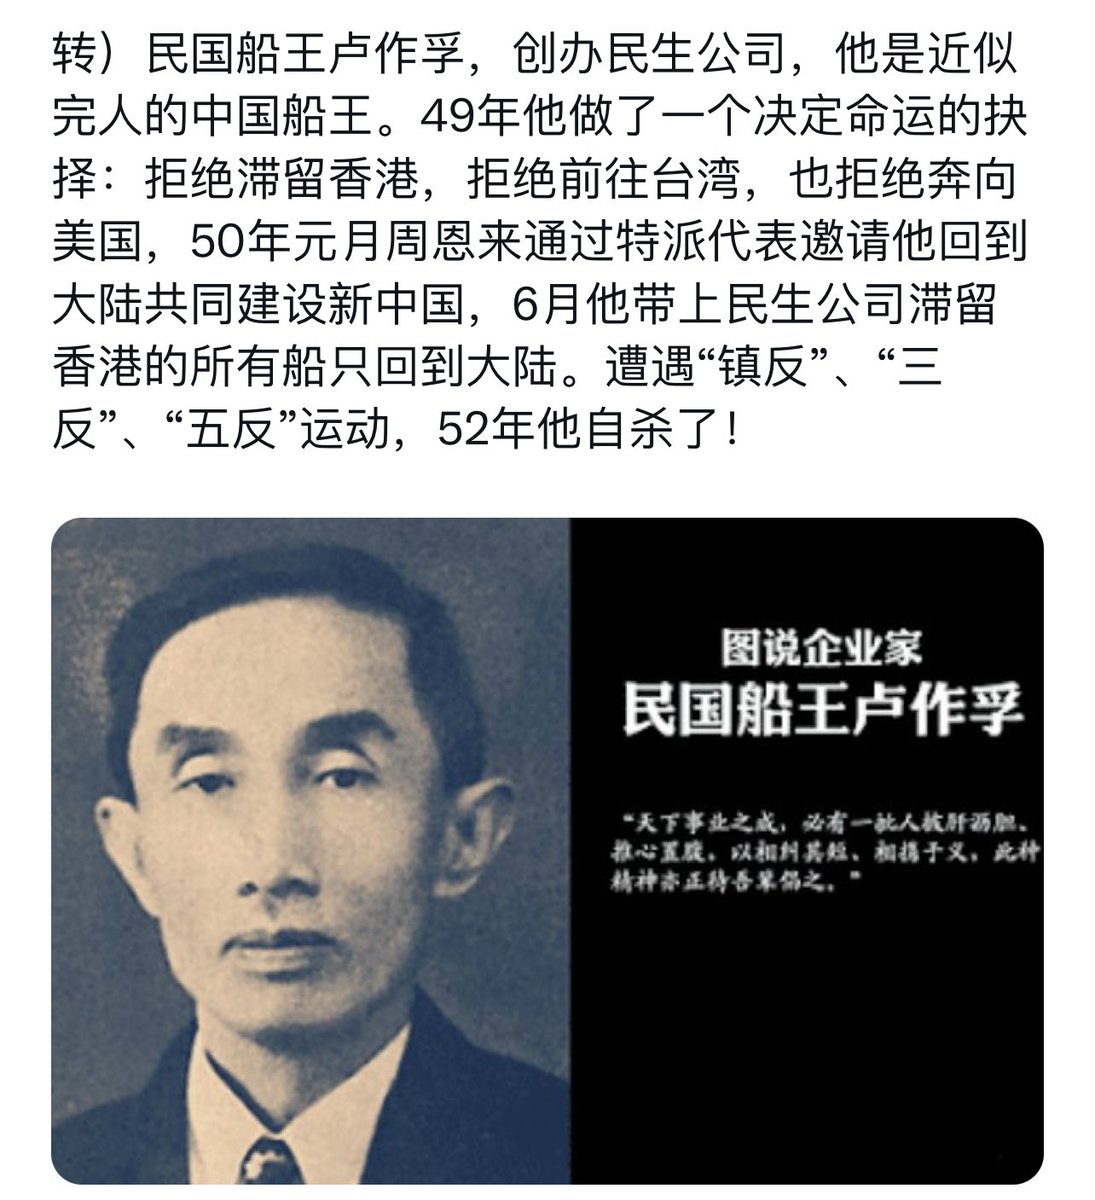 转）民国船王卢作孚，创办民生公司，他是近似
完人的中国船王。49年他做了一个决定命运的抉
择：拒绝滞留香港，拒绝前往台湾，也拒绝奔向
美国，50年元月周恩来通过特派代表邀请他回到
大陆共同建设新中国，6月他带上民生公司滞留
香港的所有船只回到大陆。遭遇“镇反”、“三
反”、“五反”运动，52年他自杀了！
图说企业家
民国船王卢作孚
“天下事业之成，必有一批人披肝沥胆、
推心置腹，以相纠其短、相携于义，此种
精神亦正待吾辈倡之。”